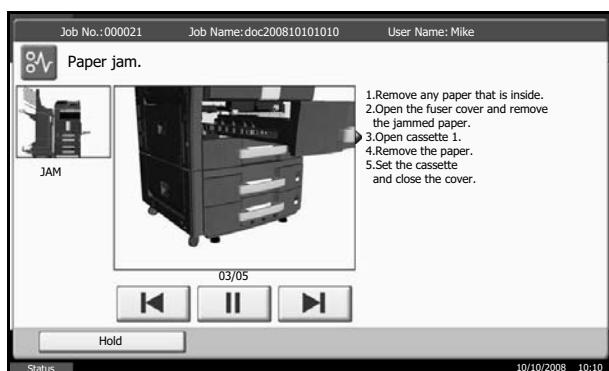 Job No.:000021 Job Name:doc200810101010 User Name: Mike
Paper jam.
JAM
1.Remove any paper that is inside.
2.Open the fuser cover and remove
the jammed paper.
3.Open cassette 1.
4.Remove the paper.
5.Set the cassette
and close the cover.
03/05
Hold
Status 10/10/2008 10:10